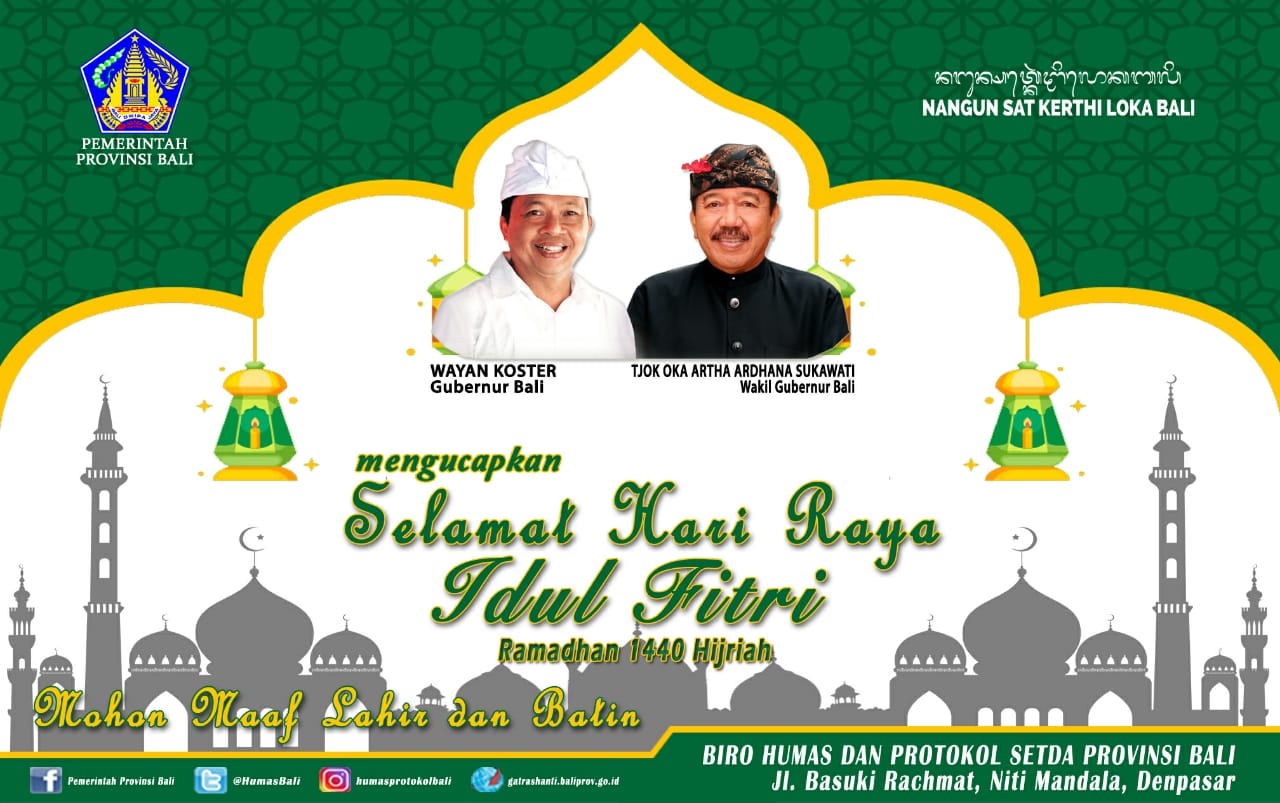 DWIPA
PEMERINTAH
PROVINSI BALI
NANGUN SAT KERTHI LOKA BALI
WAYAN KOSTER
Gubernur Bali
TJOK OKA ARTHA ARDHANA SUKAWATI
Wakil Gubernur Bali
mengucapkan
Selamat Hari Raya
Idul Fitri
Ramadhan 1440 Hijriah
Mohon Maaf Lahir dan Batin
BIRO HUMAS DAN PROTOKOL SETDA PROVINSI BALI
Jl. Basuki Rachmat, Niti Mandala, Denpasar
Pemerintah Provinsi Bali
@HumasBali
humasprotokolbali
gatrashanti.baliprov.go.id